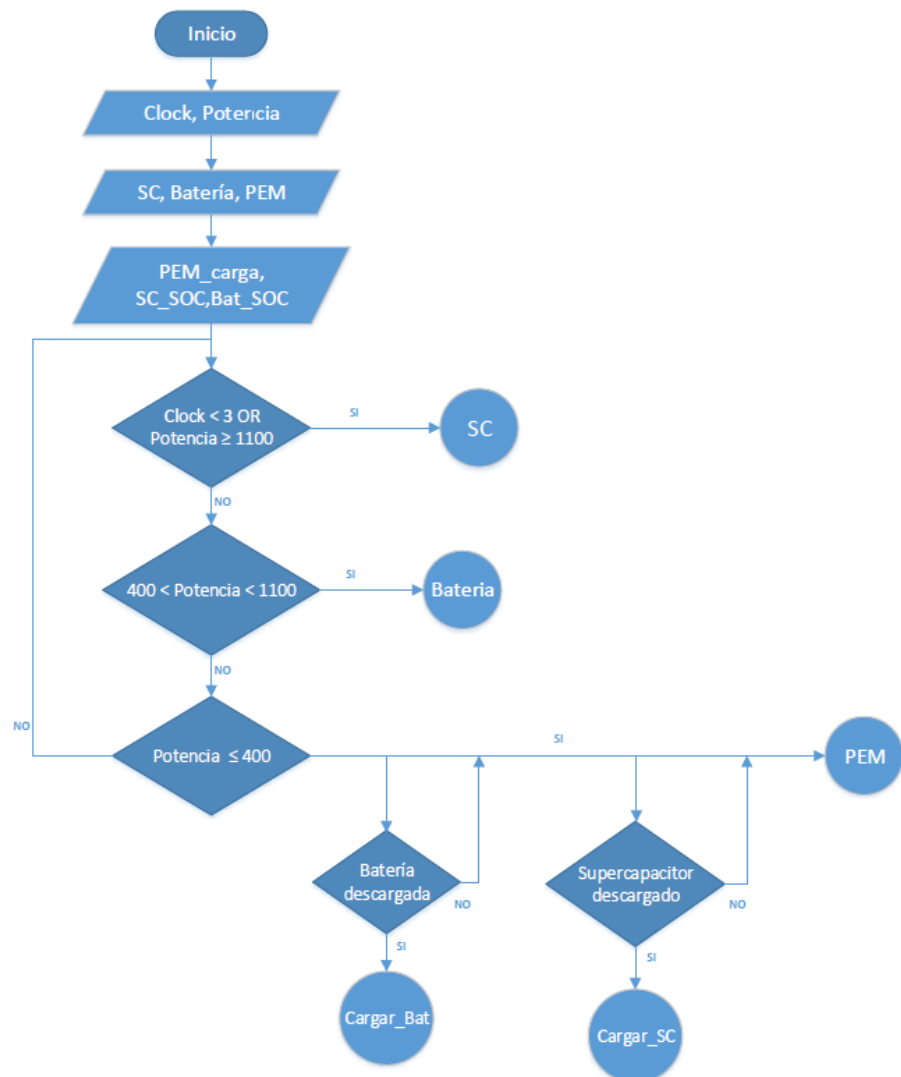 Inicio
Clock, Potencia
SC, Batería, PEM
PEM_carga,
SC_SOC,Bat_SOC
Clock < 3 OR
Potencia ≥ 1100
SI
SC
NO
400 < Potencia < 1100
SI
Bateria
NO
NO
Potencia ≤ 400
SI
PEM
Batería
descargada
NO
Supercapacitor
descargado
NO
SI
SI
Cargar_Bat
Cargar_SC